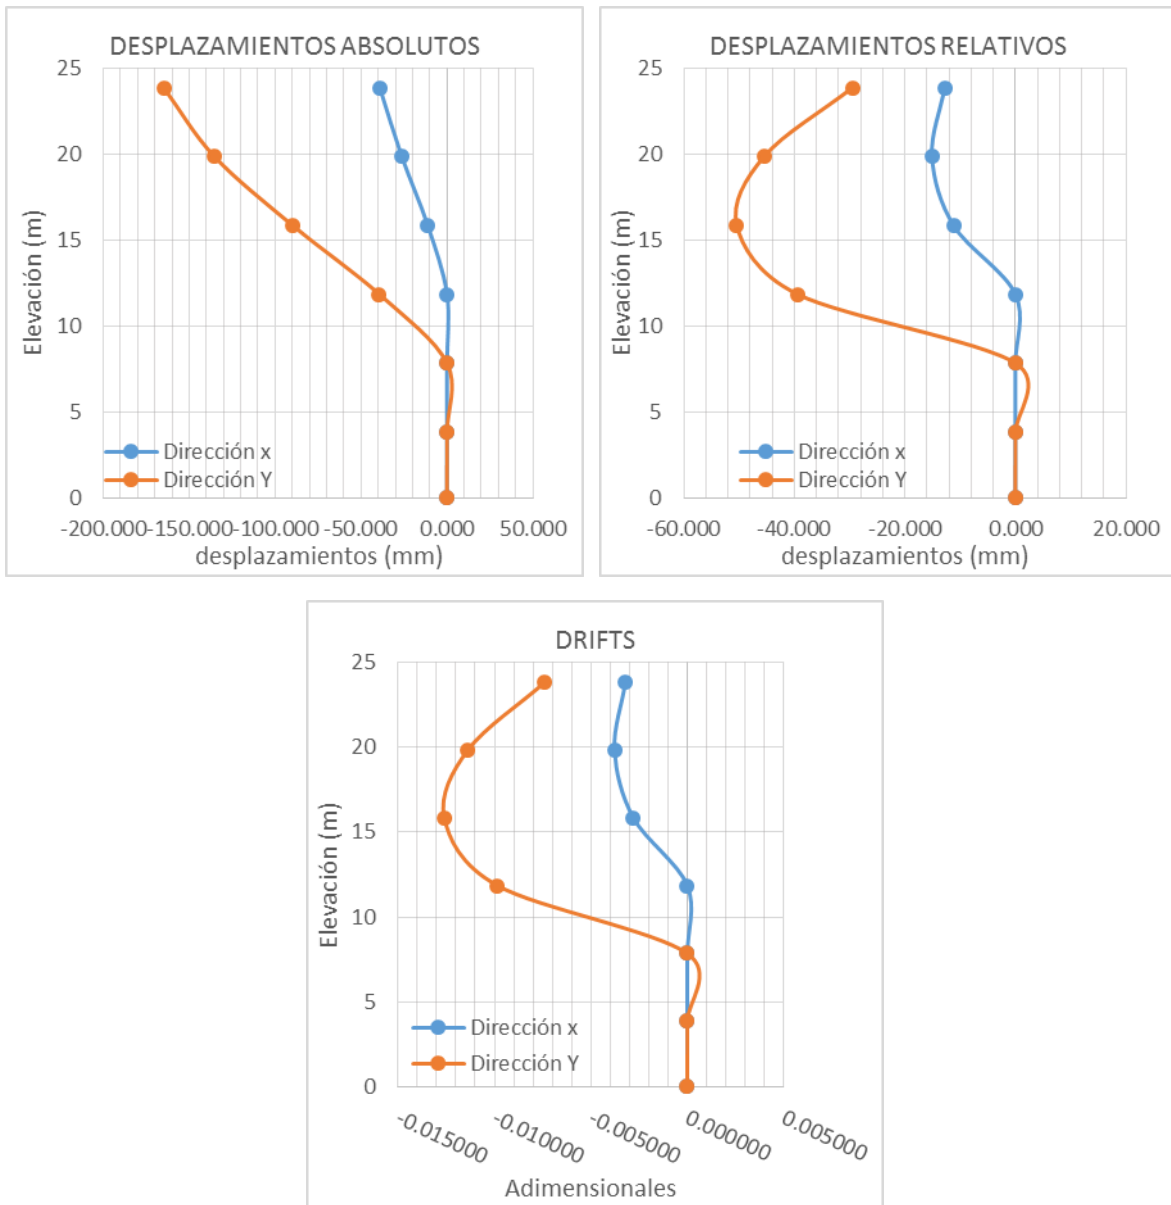 DESPLAZAMIENTOS ABSOLUTOS
25
20
15
10
5
0
Elevación (m)
Dirección x
Dirección Y
-200.000 -150.000 -100.000 -50.000 0.000 50.000
desplazamientos (mm)
DESPLAZAMIENTOS RELATIVOS
25
20
15
10
5
0
Elevación (m)
Dirección x
Dirección Y
-60.000 -40.000 -20.000 0.000 20.000
desplazamientos (mm)
DRIFTS
25
20
15
10
5
0
Elevación (m)
Dirección x
Dirección Y
-0.015000 -0.010000 -0.005000 0.000000 0.005000
Adimensionales